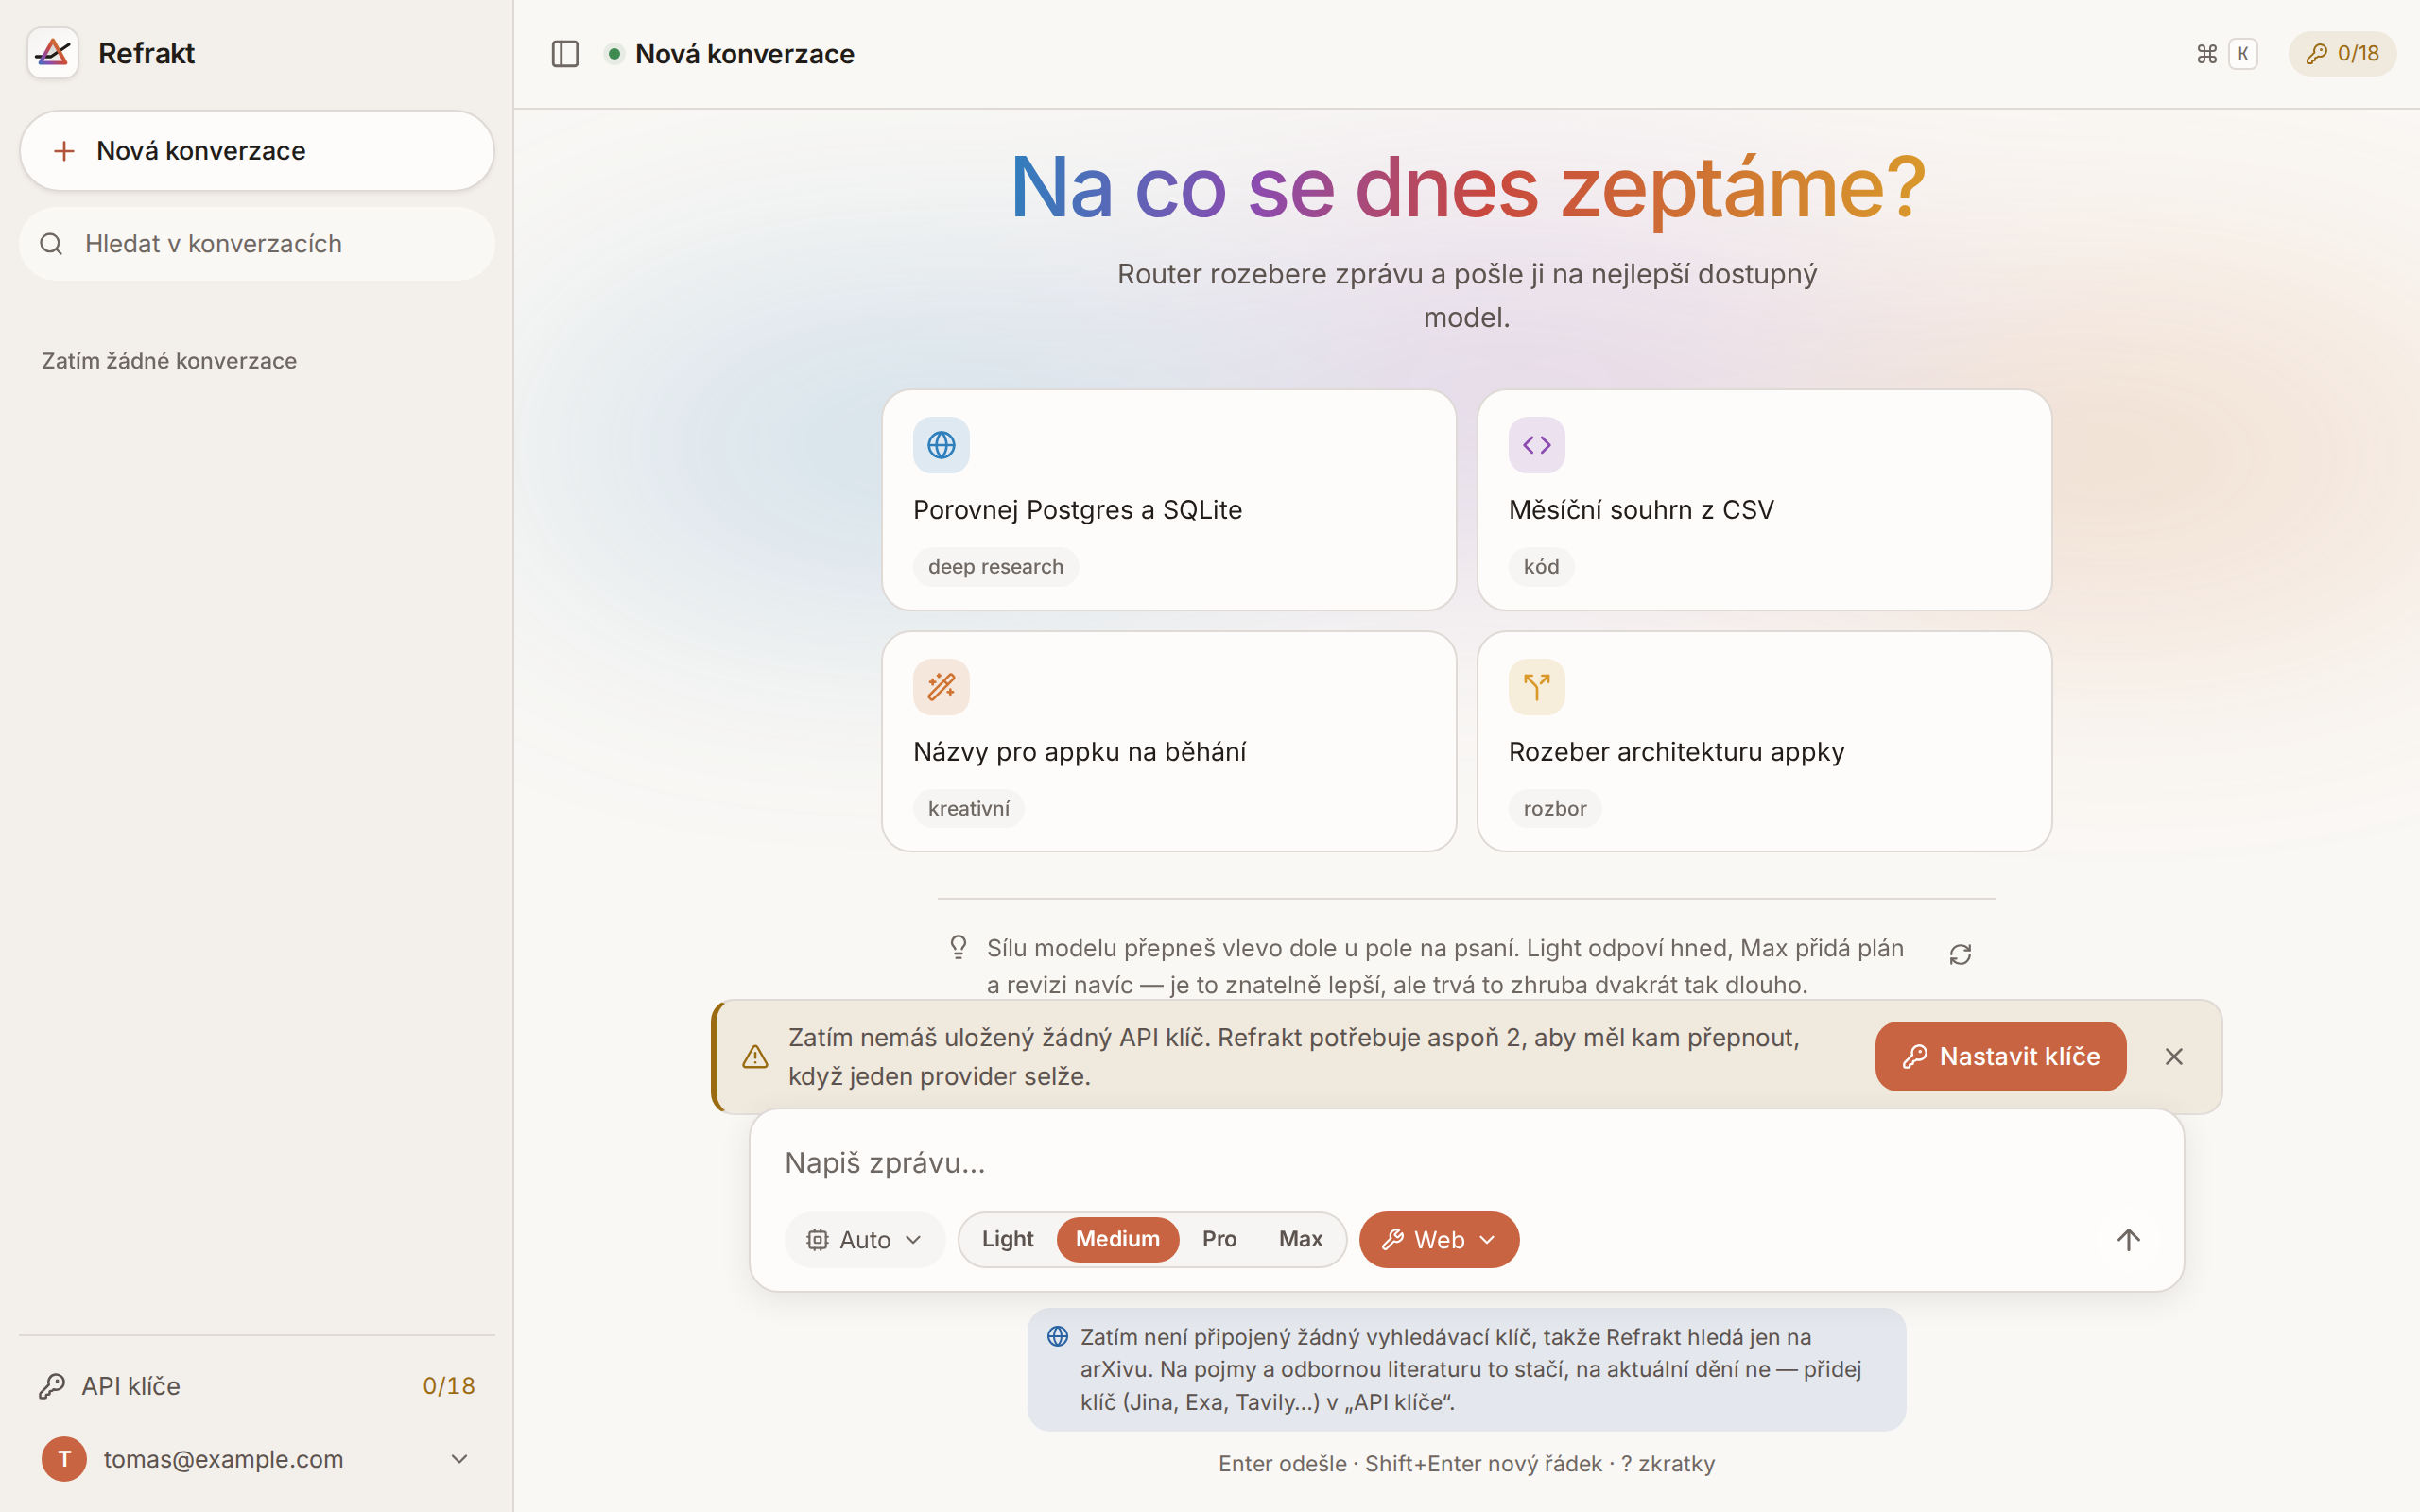 Refrakt
Nová konverzace
Hledat v konverzacích
Zatím žádné konverzace
API klíče 0/18
T tomas@example.com
Nová konverzace
⌘ K 0/18
Na co se dnes zeptáme?
Router rozebere zprávu a pošle ji na nejlepší dostupný
model.
Porovnej Postgres a SQLite
deep research
Měsíční souhrn z CSV
kód
Názvy pro appku na běhání
kreativní
Rozeber architekturu appky
rozbor
Sílu modelu přepneš vlevo dole u pole na psaní. Light odpoví hned, Max přidá plán
a revizi navíc — je to znatelně lepší, ale trvá to zhruba dvakrát tak dlouho.
Zatím nemáš uložený žádný API klíč. Refrakt potřebuje aspoň 2, aby měl kam přepnout,
když jeden provider selže.
Nastavit klíče
Napiš zprávu…
Auto Light Medium Pro Max Web
Zatím není připojený žádný vyhledávací klíč, takže Refrakt hledá jen na
arXivu. Na pojmy a odbornou literaturu to stačí, na aktuální dění ne — přidej
klíč (Jina, Exa, Tavily…) v „API klíče“.
Enter odešle · Shift+Enter nový řádek · ? zkratky